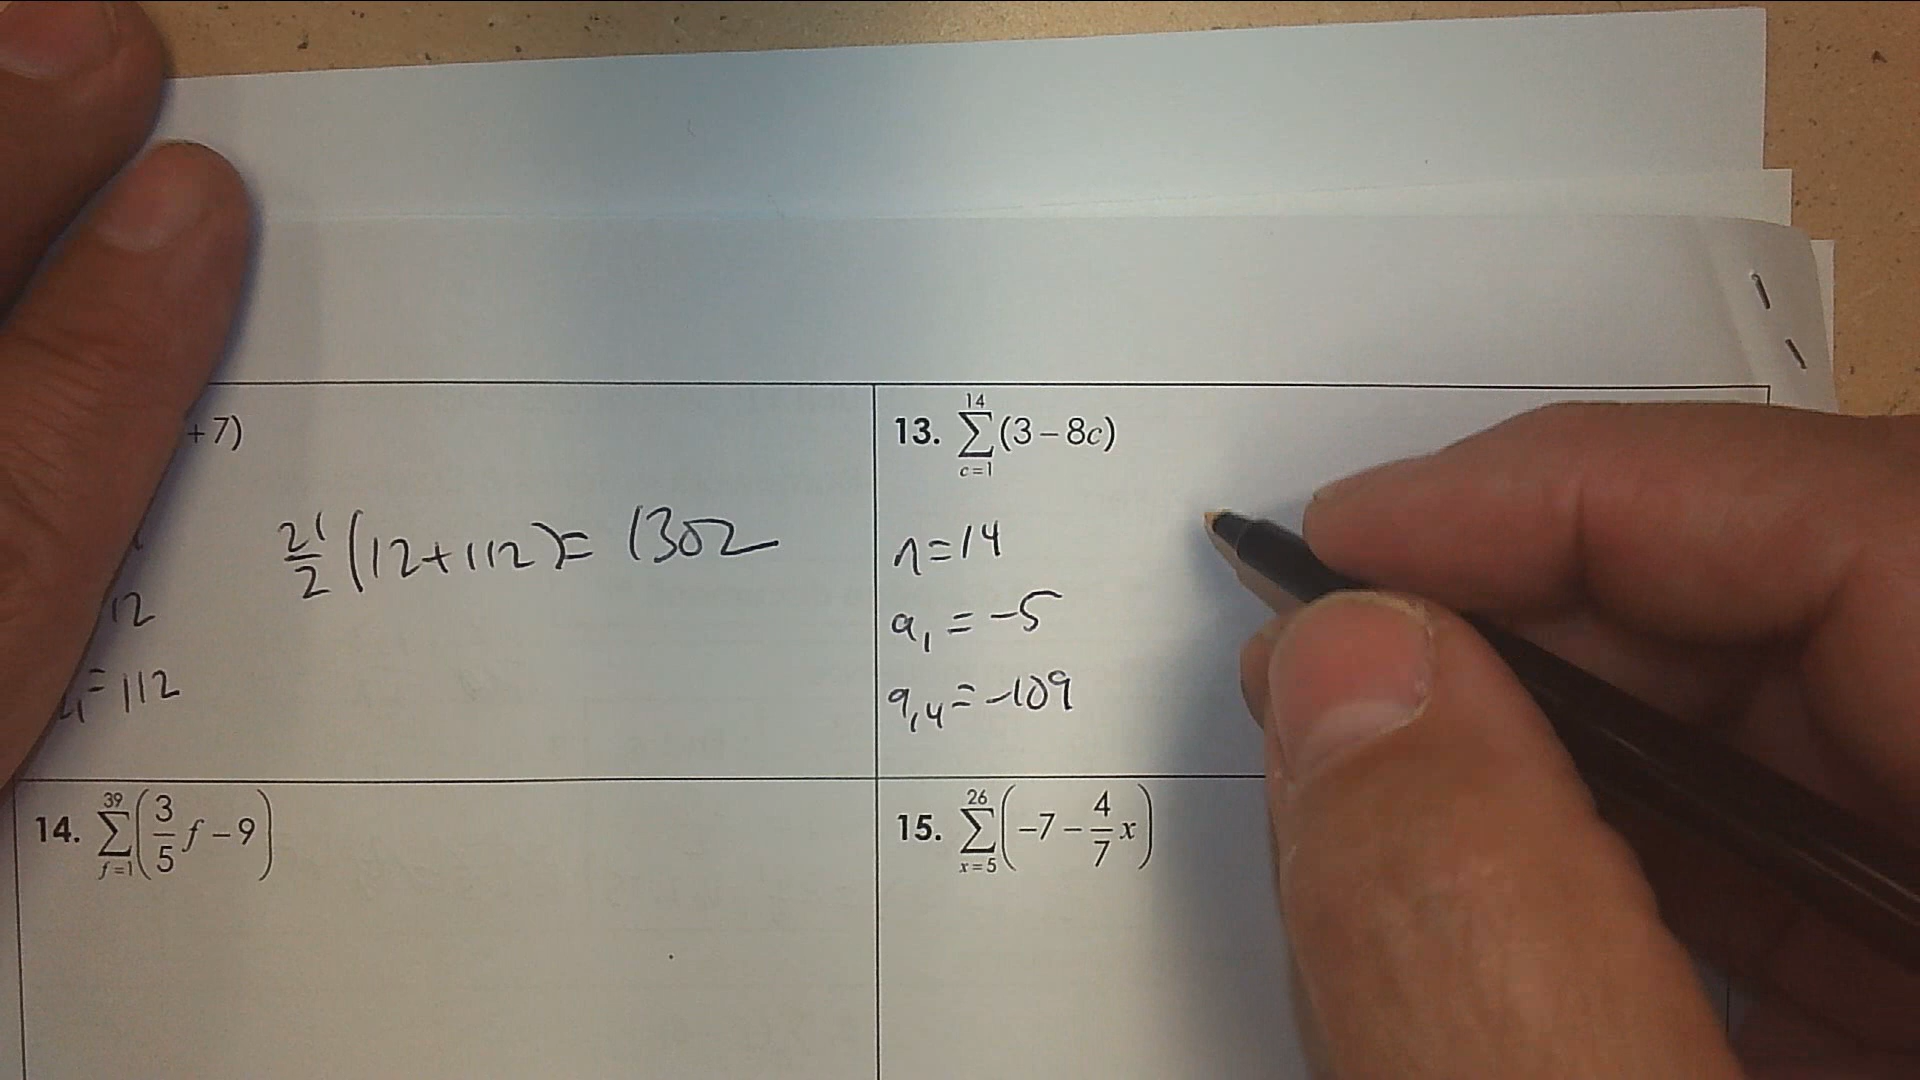 + 7)
21/2 (12+112)= 1302
12
= 112
13. 14 ∑ c=1 (3 – 8c)
n=14
a₁ = -5
a₁₄ = -109
14. 39 ∑ f=1 (3/5 f – 9)
15. 26 ∑ x=5 (–7 – 4/7 x)